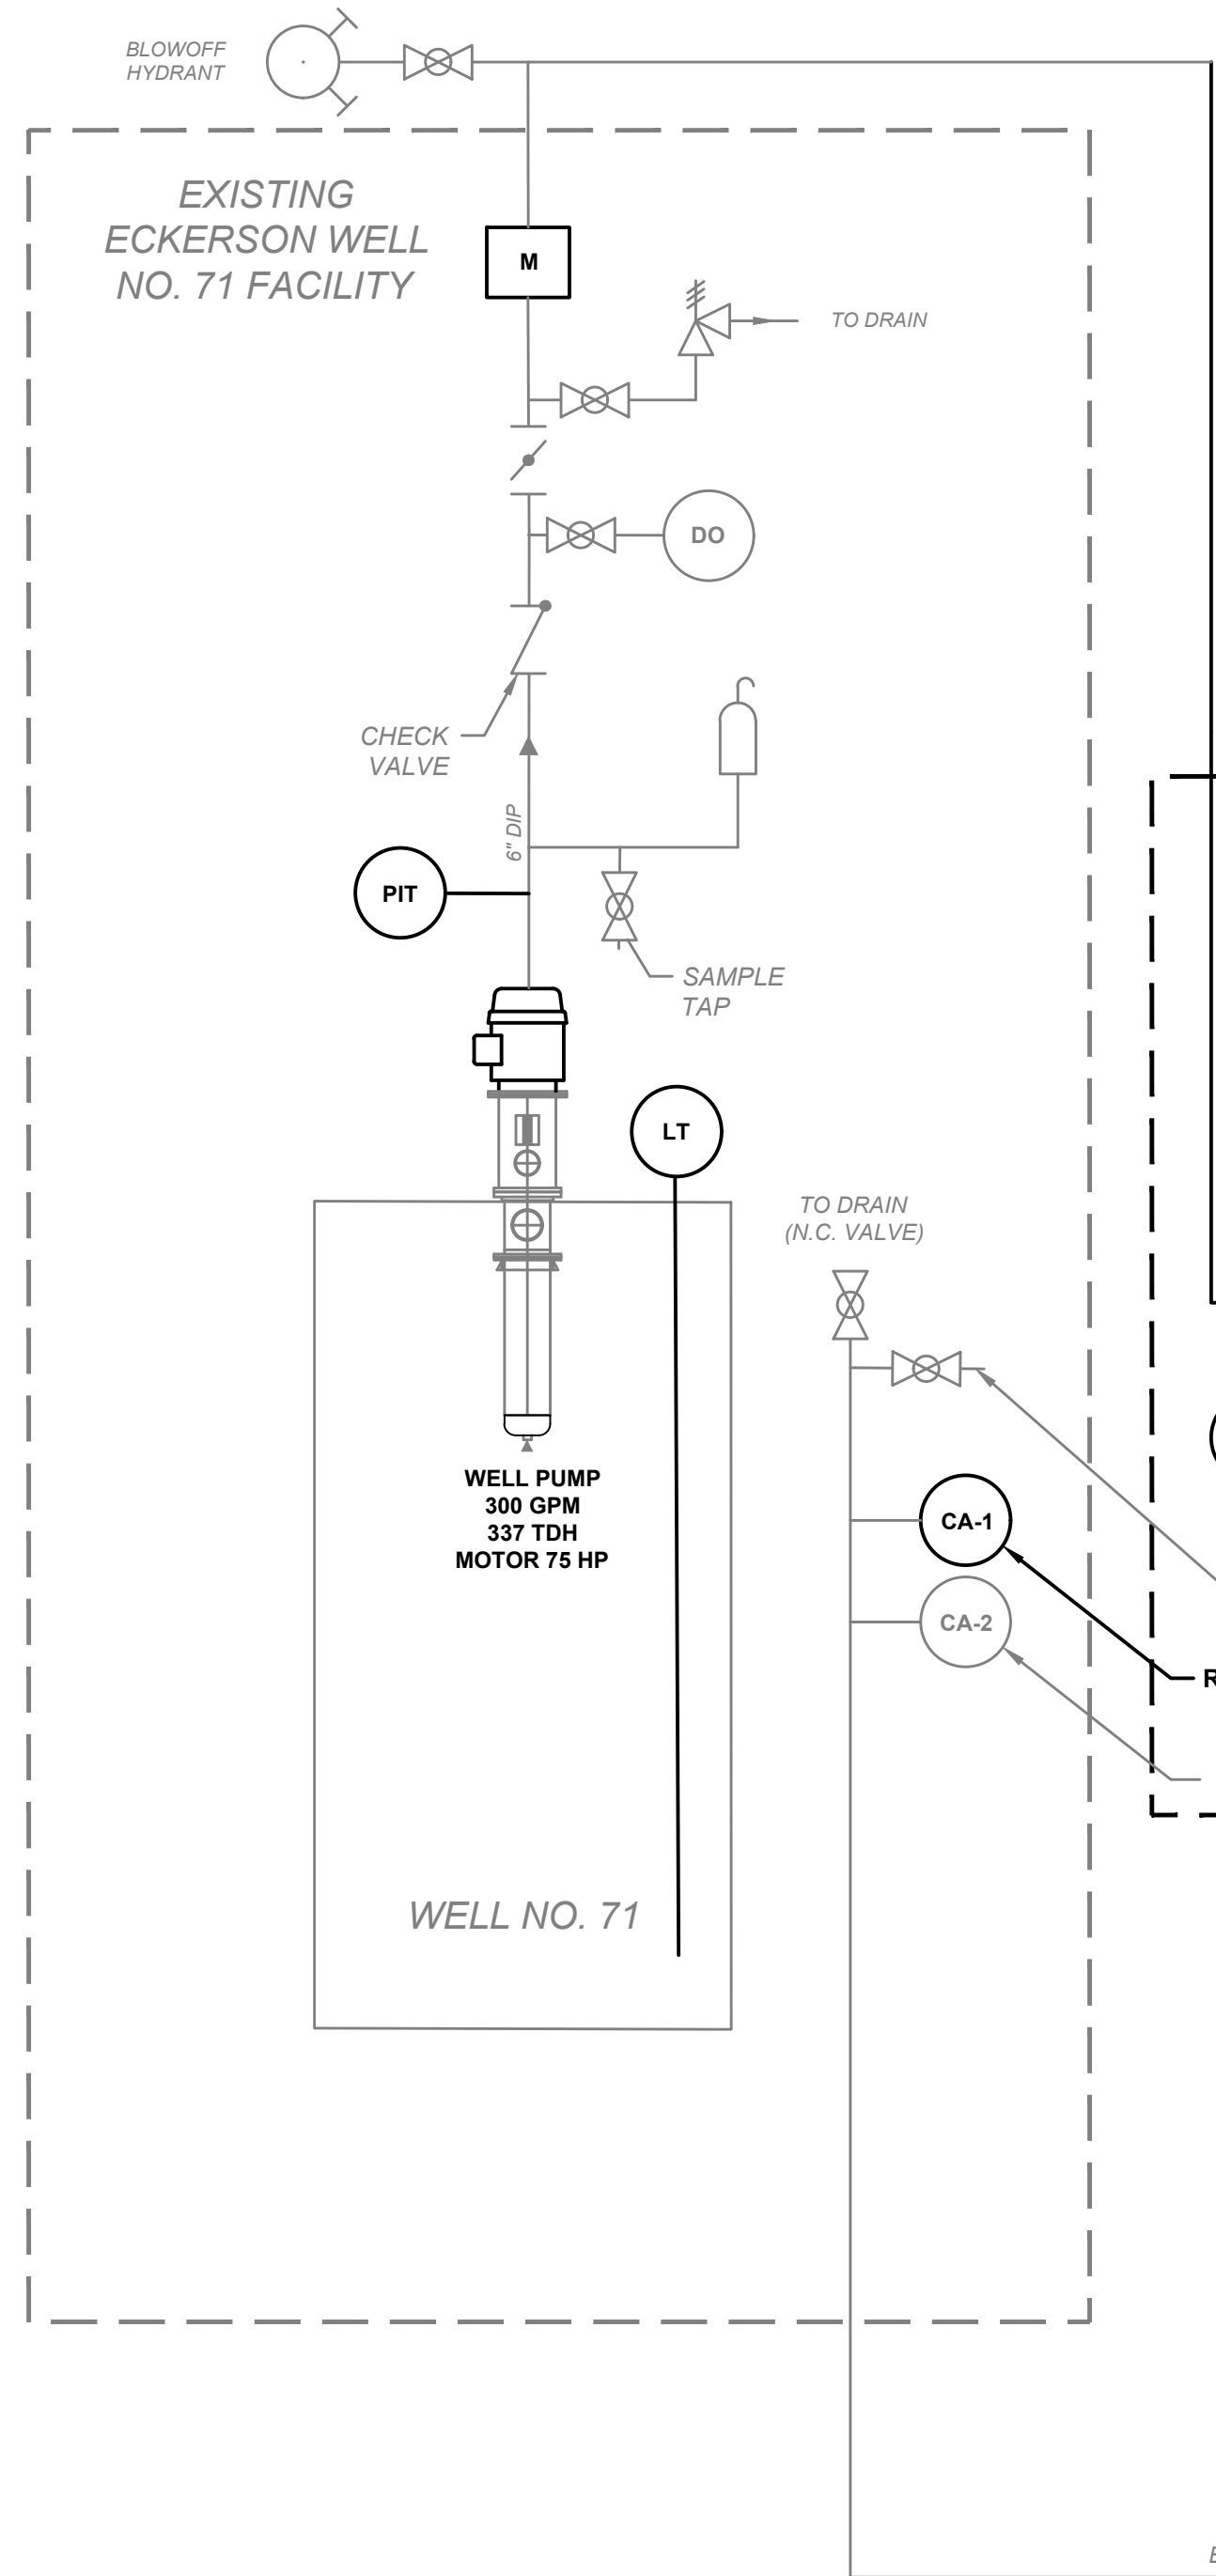 BLOWOFF
HYDRANT
EXISTING
ECKERSON WELL
NO. 71 FACILITY
M
TO DRAIN
DO
CHECK
VALVE
6" DIP
PIT
SAMPLE
TAP
LT
TO DRAIN
(N.C. VALVE)
WELL PUMP
300 GPM
337 TDH
MOTOR 75 HP
CA-1
CA-2
R
WELL NO. 71